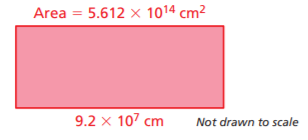 Area = 5.612 × 10¹⁴ cm²
9.2 × 10⁷ cm
Not drawn to scale